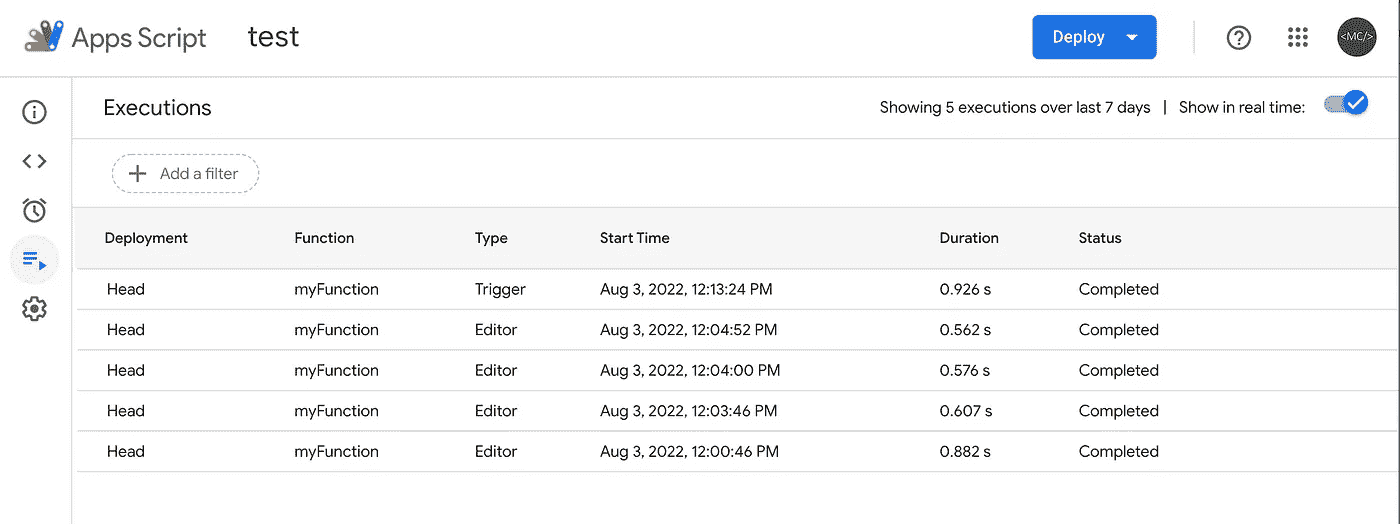 Apps Script test Deploy <MC/>
Executions Showing 5 executions over last 7 days | Show in real time:
Add a filter
Deployment Function Type Start Time Duration Status
Head myFunction Trigger Aug 3, 2022, 12:13:24 PM 0.926 s Completed
Head myFunction Editor Aug 3, 2022, 12:04:52 PM 0.562 s Completed
Head myFunction Editor Aug 3, 2022, 12:04:00 PM 0.576 s Completed
Head myFunction Editor Aug 3, 2022, 12:03:46 PM 0.607 s Completed
Head myFunction Editor Aug 3, 2022, 12:00:46 PM 0.882 s Completed